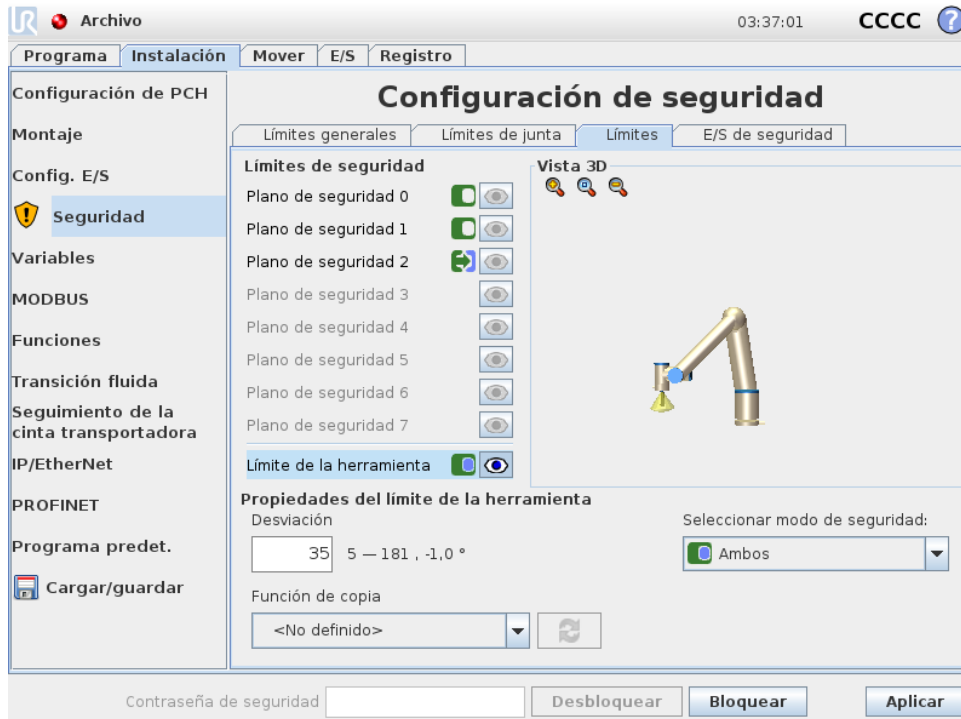 UR Archivo 03:37:01 CCCC ?
Programa Instalación Mover E/S Registro
Configuración de PCH
Montaje
Config. E/S
Seguridad
Variables
MODBUS
Funciones
Transición fluida
Seguimiento de la
cinta transportadora
IP/EtherNet
PROFINET
Programa predet.
Cargar/guardar
Configuración de seguridad
Límites generales Límites de junta Límites E/S de seguridad
Límites de seguridad
Plano de seguridad 0
Plano de seguridad 1
Plano de seguridad 2
Plano de seguridad 3
Plano de seguridad 4
Plano de seguridad 5
Plano de seguridad 6
Plano de seguridad 7
Límite de la herramienta
Vista 3D
Propiedades del límite de la herramienta
Desviación
35 5 — 181 , -1,0 °
Función de copia
<No definido>
Seleccionar modo de seguridad:
Ambos
Contraseña de seguridad Desbloquear Bloquear Aplicar